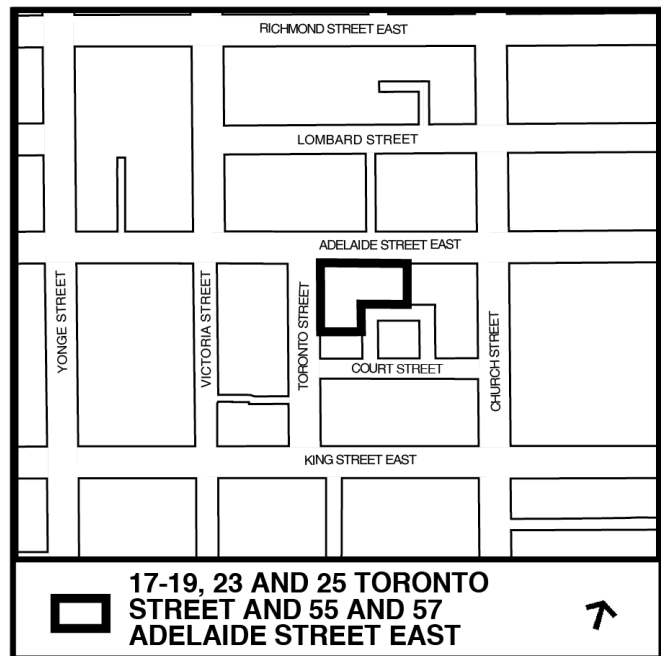 RICHMOND STREET EAST
LOMBARD STREET
ADELAIDE STREET EAST
YONGE STREET
VICTORIA STREET
TORONTO STREET
CHURCH STREET
COURT STREET
KING STREET EAST
17-19, 23 AND 25 TORONTO
STREET AND 55 AND 57
ADELAIDE STREET EAST